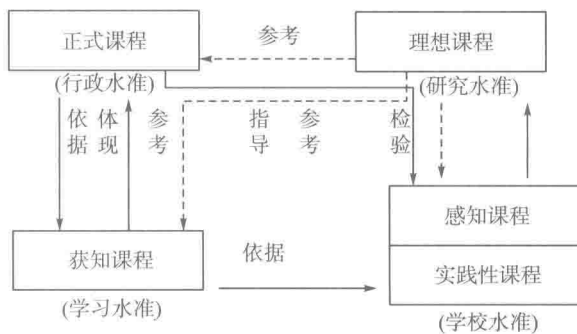 正式课程
参考
理想课程
(行政水准)
(研究水准)
依据
体现
参考
指导
参考
检验
感知课程
获知课程
依据
实践性课程
(学习水准)
(学校水准)